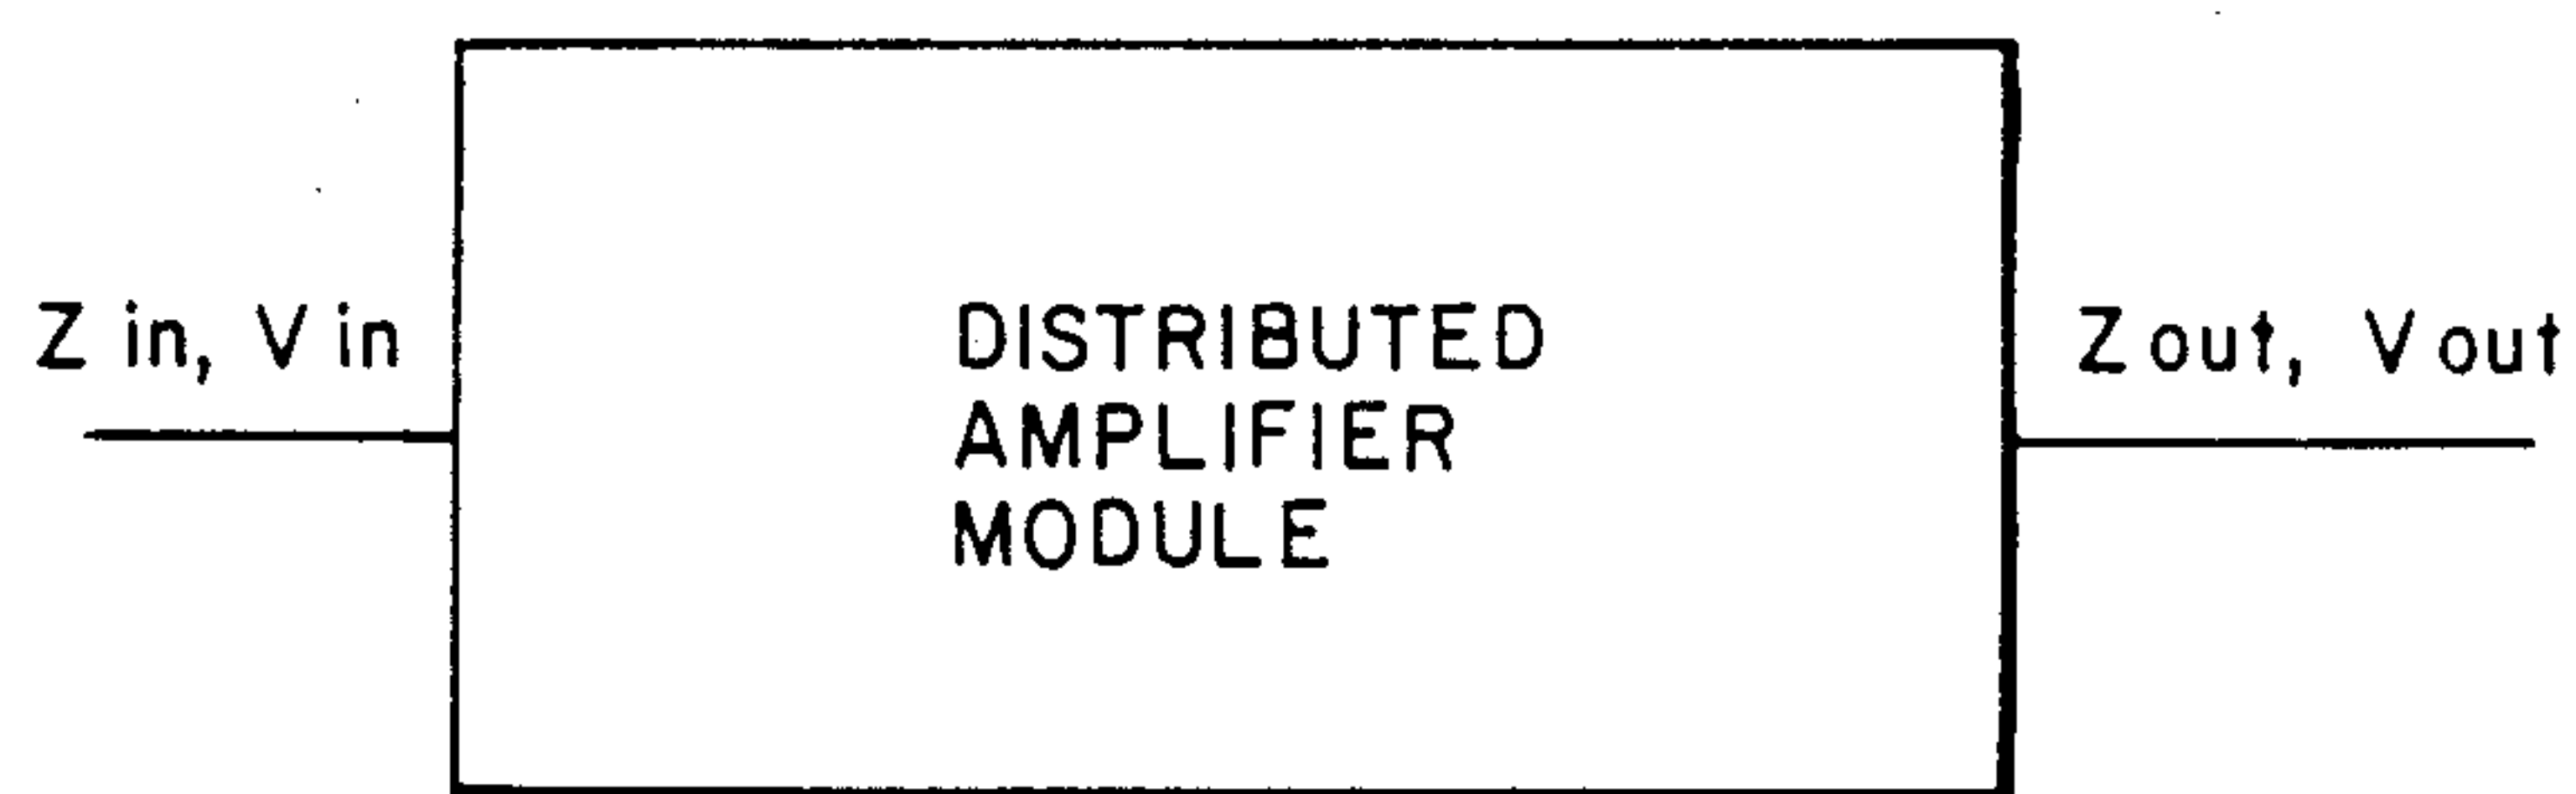 Z in, V in
DISTRIBUTED
AMPLIFIER
MODULE
Z out, V out